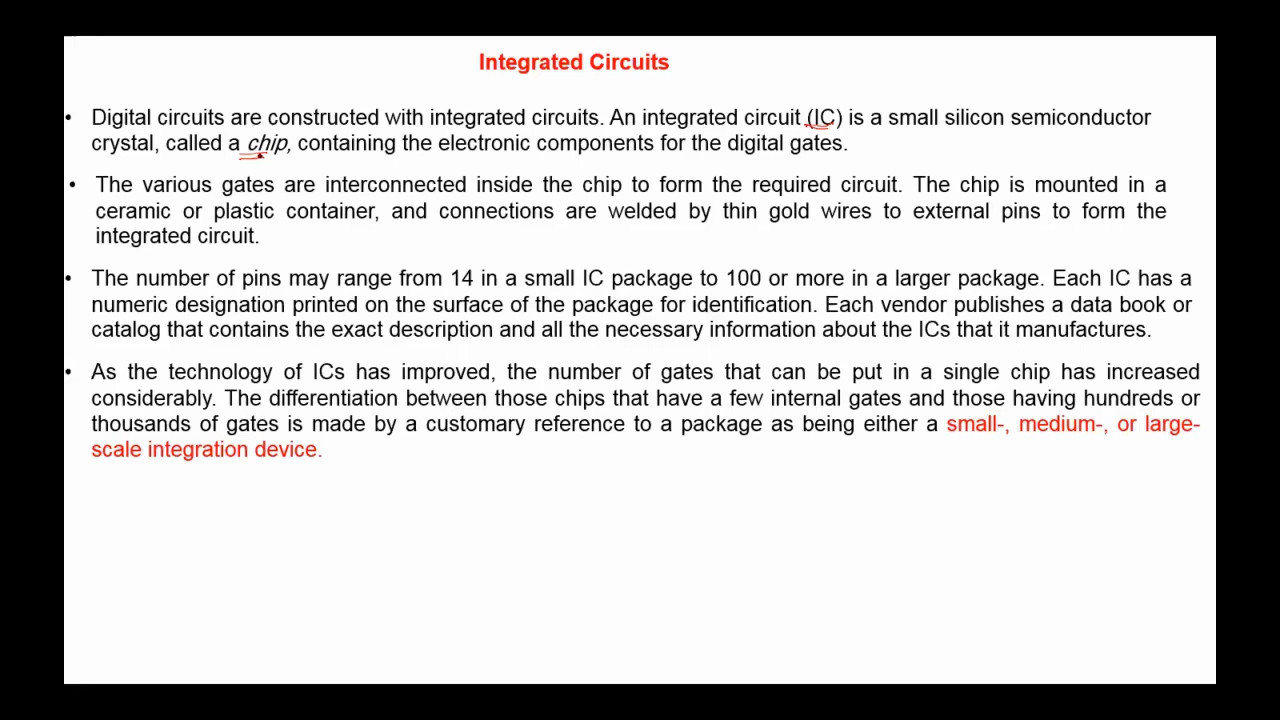 Integrated Circuits
• Digital circuits are constructed with integrated circuits. An integrated circuit (IC) is a small silicon semiconductor
crystal, called a chip, containing the electronic components for the digital gates.
• The various gates are interconnected inside the chip to form the required circuit. The chip is mounted in a
ceramic or plastic container, and connections are welded by thin gold wires to external pins to form the
integrated circuit.
• The number of pins may range from 14 in a small IC package to 100 or more in a larger package. Each IC has a
numeric designation printed on the surface of the package for identification. Each vendor publishes a data book or
catalog that contains the exact description and all the necessary information about the ICs that it manufactures.
• As the technology of ICs has improved, the number of gates that can be put in a single chip has increased
considerably. The differentiation between those chips that have a few internal gates and those having hundreds or
thousands of gates is made by a customary reference to a package as being either a small-, medium-, or large-
scale integration device.